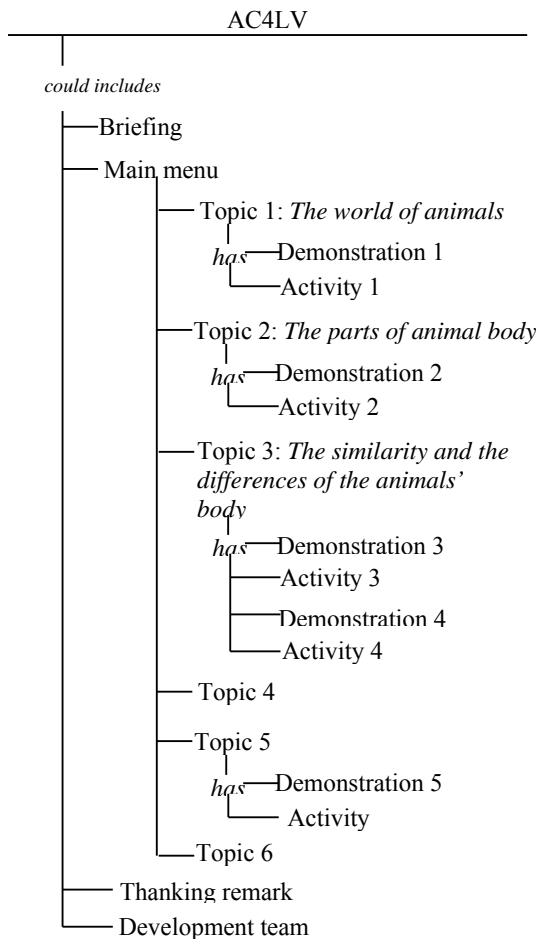 AC4LV
could includes
Briefing
Main menu
Topic 1: The world of animals
has
Demonstration 1
Activity 1
Topic 2: The parts of animal body
has
Demonstration 2
Activity 2
Topic 3: The similarity and the
differences of the animals’
body
has
Demonstration 3
Activity 3
Demonstration 4
Activity 4
Topic 4
Topic 5
has
Demonstration 5
Activity
Topic 6
Thanking remark
Development team